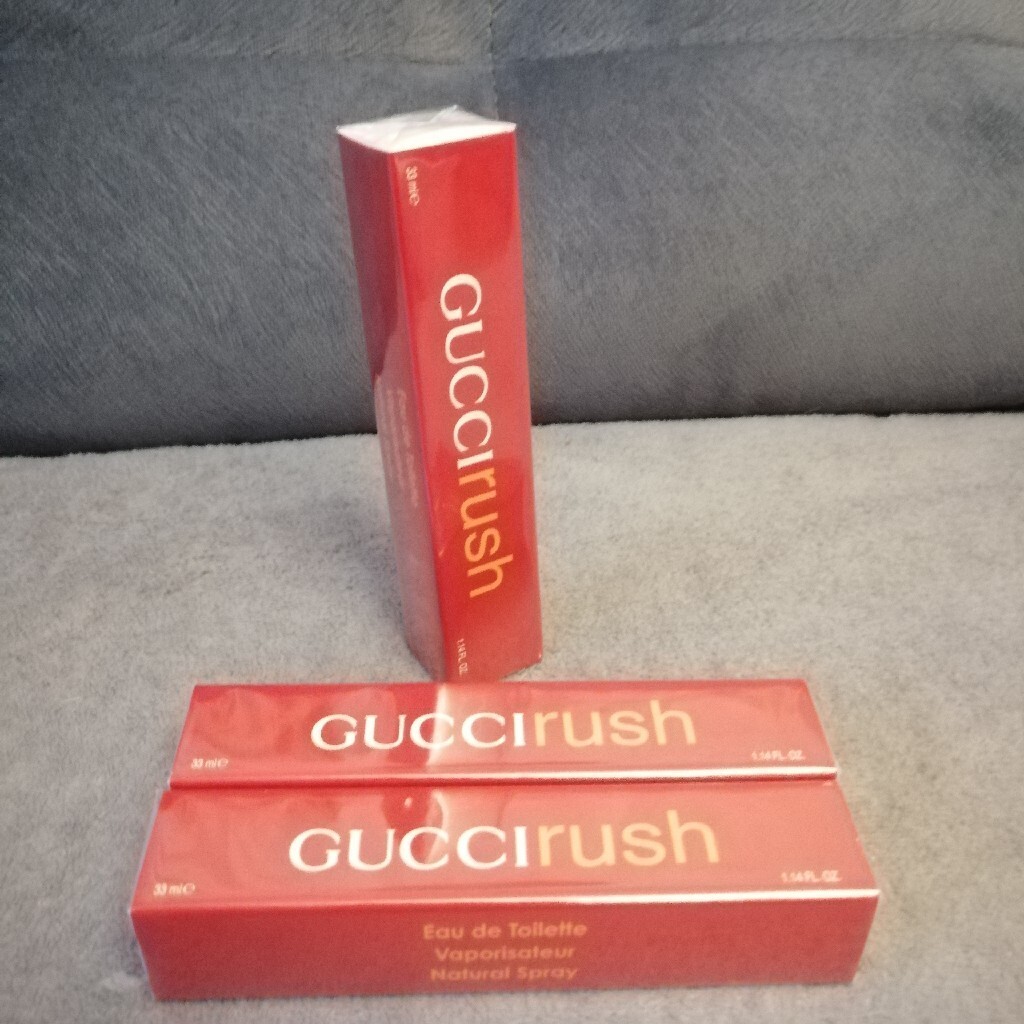 33 ml e
GUCCIrush
1.14 FL. OZ.
GUCCIrush
33 ml e
1.14 FL. OZ.
GUCCIrush
33 ml e
1.14 FL. OZ.
Eau de Toilette
Vaporisateur
Natural Spray